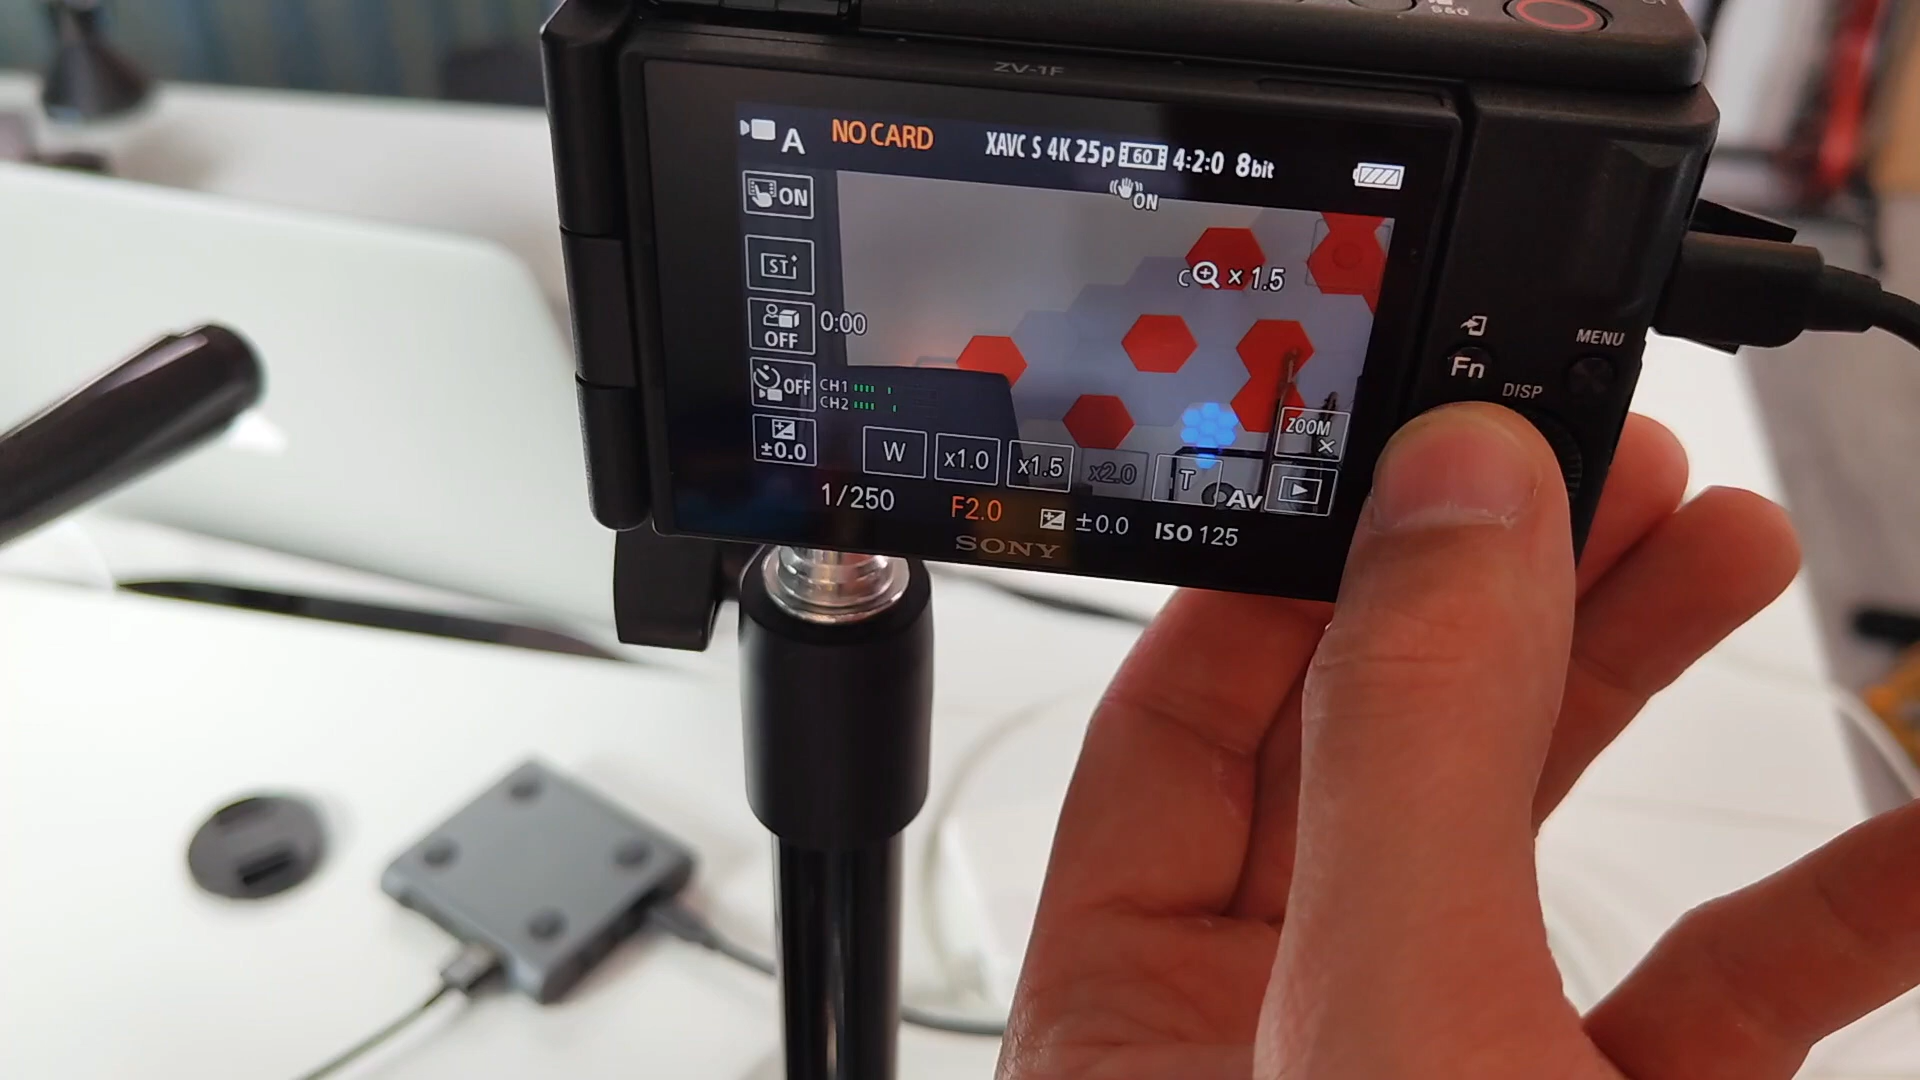 S&Q
ZV-1F
A NO CARD XAVC S 4K 25p 60 4:2:0 8bit
ON
ON
ST
× 1.5
OFF
0:00
OFF
CH1
CH2
±0.0
W x1.0 x1.5 x2.0 T
ZOOM
Av
1/250 F2.0 ±0.0 ISO 125
SONY
MENU
Fn
DISP